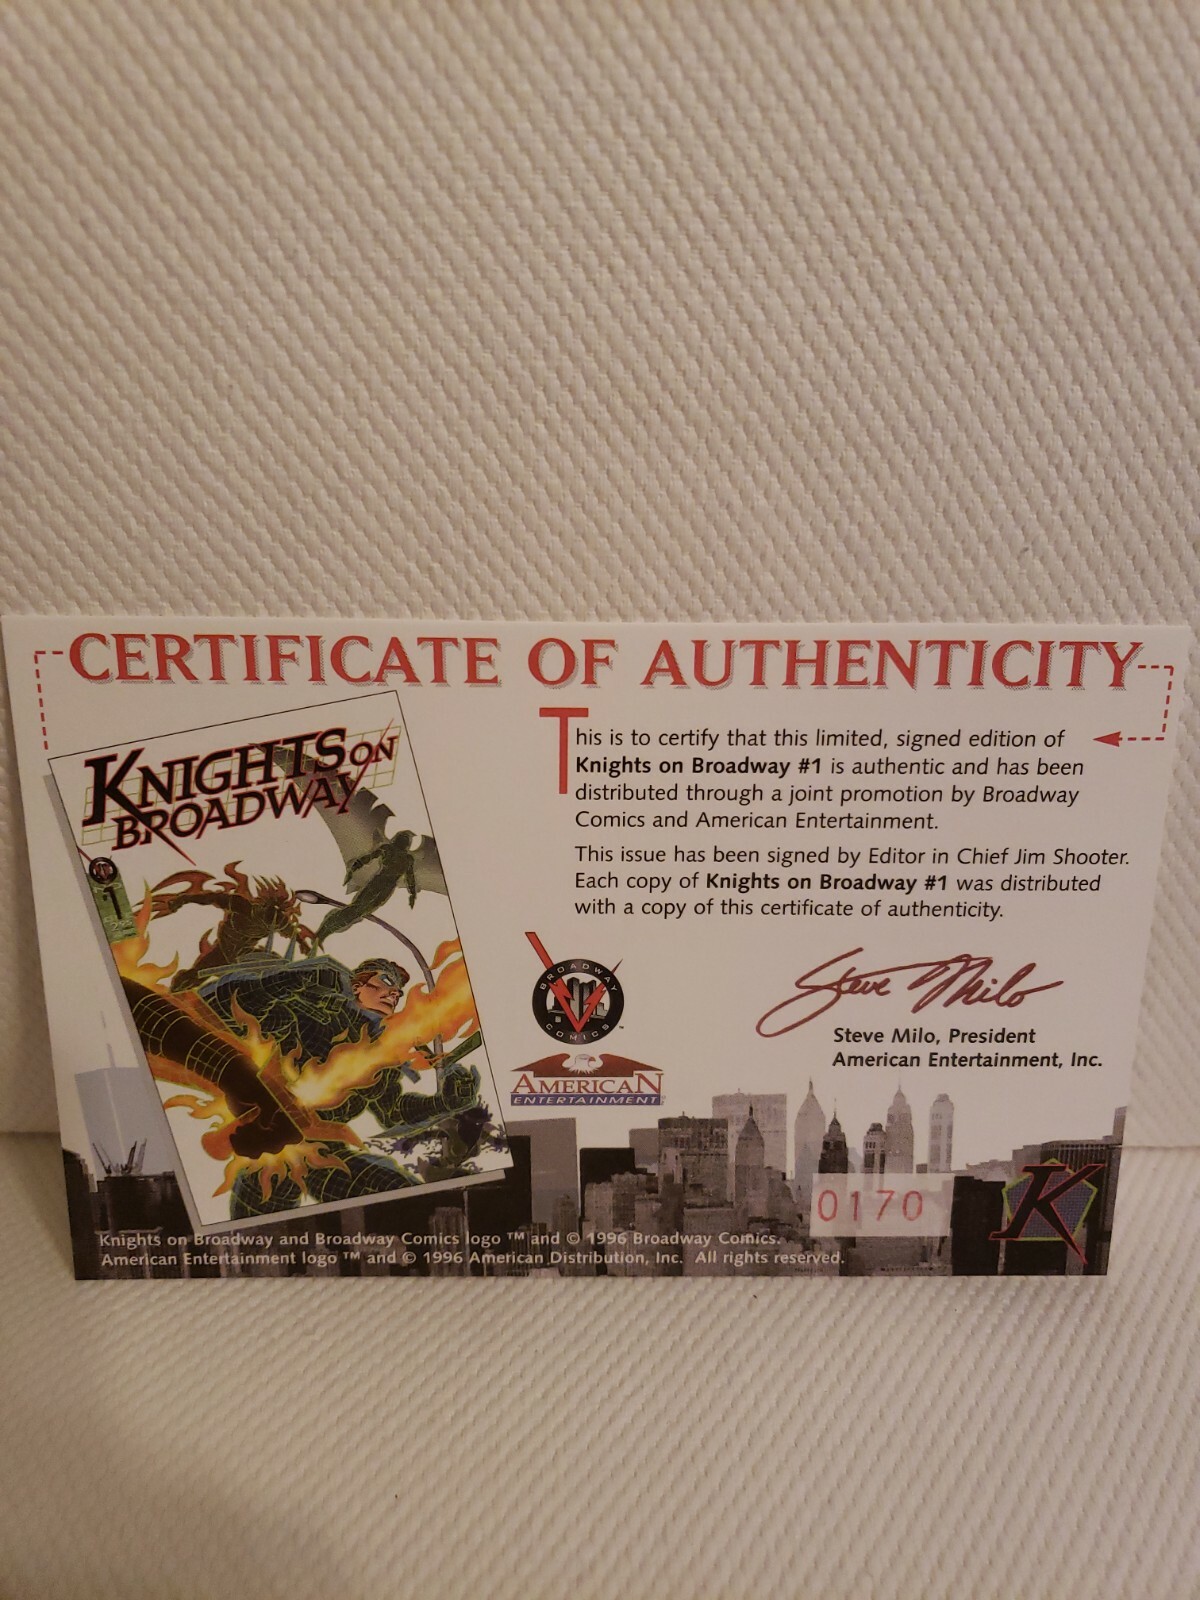 CERTIFICATE OF AUTHENTICITY
KNIGHTS ON
BROADWAY
1
This is to certify that this limited, signed edition of
Knights on Broadway #1 is authentic and has been
distributed through a joint promotion by Broadway
Comics and American Entertainment.
This issue has been signed by Editor in Chief Jim Shooter.
Each copy of Knights on Broadway #1 was distributed
with a copy of this certificate of authenticity.
BROADWAY
COMICS
AMERICAN
ENTERTAINMENT
Steve Milo
Steve Milo, President
American Entertainment, Inc.
0170
K
Knights on Broadway and Broadway Comics logo ™ and © 1996 Broadway Comics.
American Entertainment logo ™ and © 1996 American Distribution, Inc. All rights reserved.